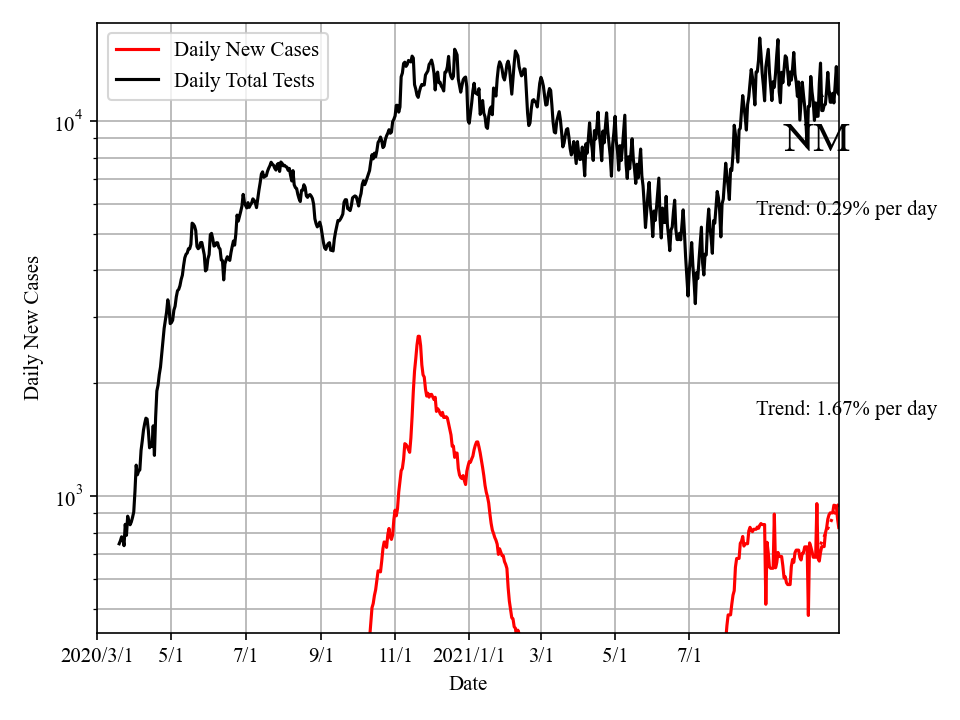 Daily New Cases
Daily Total Tests
NM
Trend: 0.29% per day
Trend: 1.67% per day
10^4
10^3
Daily New Cases
2020/3/1 5/1 7/1 9/1 11/1 2021/1/1 3/1 5/1 7/1
Date